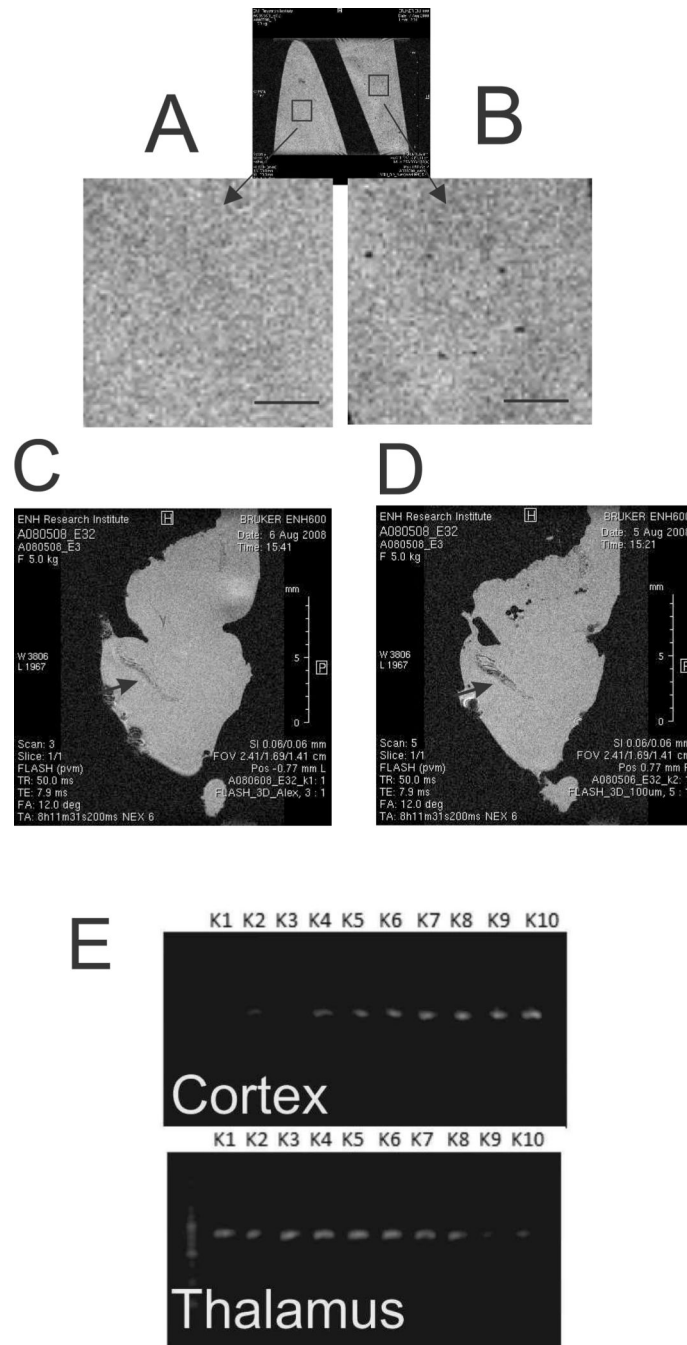 A
B
C
D
ENH Research Institute
H
BRUKER ENH600
A080508_E32
Date: 6 Aug 2008
A080508_E3
Time: 15:41
F 5.0 kg
mm
W 3806
L 1967
5
P
0
Scan: 3
SI 0.06/0.06 mm
Slice: 1/1
FOV 2.41/1.69/1.41 cm
FLASH (pvm)
Pos -0.77 mm L
TR: 50.0 ms
A080608_E32_k1: 1
TE: 7.9 ms
FLASH_3D_Alex, 3 : 1
FA: 12.0 deg
TA: 8h11m31s200ms NEX 6
ENH Research Institute
H
BRUKER ENH600
A080508_E32
Date: 5 Aug 2008
A080508_E3
Time: 15:21
F 5.0 kg
mm
W 3806
L 1967
5
0
Scan: 5
SI 0.06/0.06 mm
Slice: 1/1
FOV 2.41/1.69/1.41 cm
FLASH (pvm)
Pos 0.77 mm
TR: 50.0 ms
A080506_E32_k2: 1
TE: 7.9 ms
FLASH_3D_100um, 5 : 1
FA: 12.0 deg
TA: 8h11m31s200ms NEX 6
E
K1 K2 K3 K4 K5 K6 K7 K8 K9 K10
Cortex
K1 K2 K3 K4 K5 K6 K7 K8 K9 K10
Thalamus